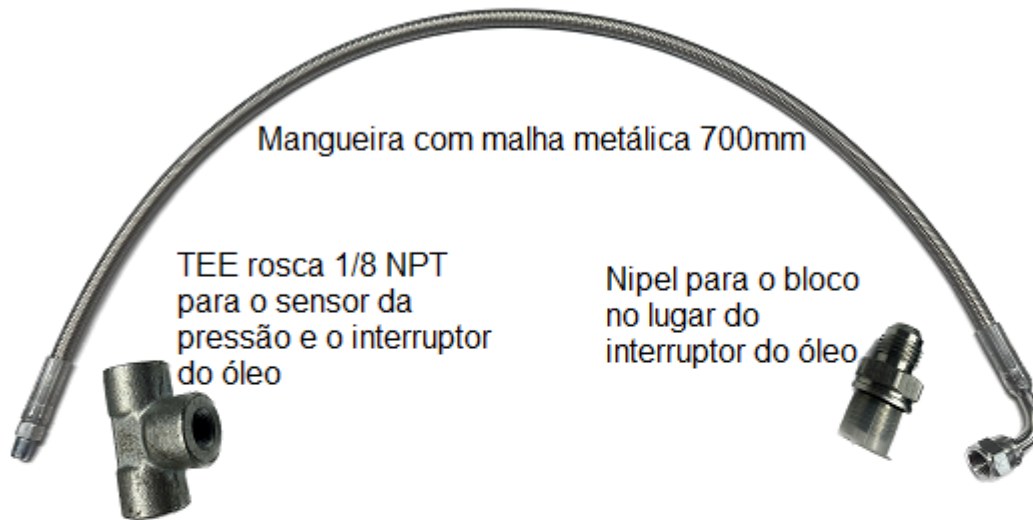 Mangueira com malha metálica 700mm
TEE rosca 1/8 NPT
para o sensor da
pressão e o interruptor
do óleo
Nipel para o bloco
no lugar do
interruptor do óleo